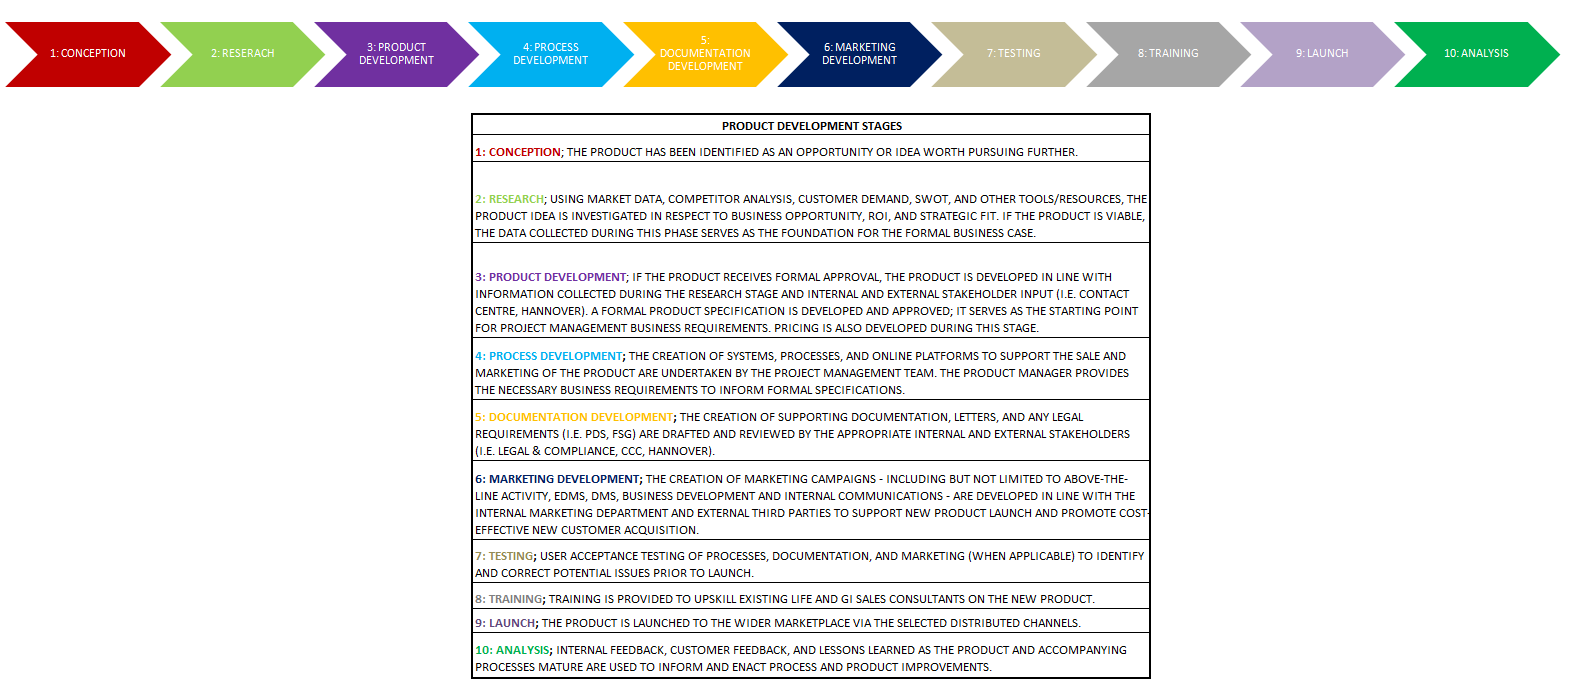 1: CONCEPTION
2: RESERACH
3: PRODUCT
DEVELOPMENT
4: PROCESS
DEVELOPMENT
5:
DOCUMENTATION
DEVELOPMENT
6: MARKETING
DEVELOPMENT
7: TESTING
8: TRAINING
9: LAUNCH
10: ANALYSIS
PRODUCT DEVELOPMENT STAGES
1: CONCEPTION; THE PRODUCT HAS BEEN IDENTIFIED AS AN OPPORTUNITY OR IDEA WORTH PURSUING FURTHER.
2: RESEARCH; USING MARKET DATA, COMPETITOR ANALYSIS, CUSTOMER DEMAND, SWOT, AND OTHER TOOLS/RESOURCES, THE
PRODUCT IDEA IS INVESTIGATED IN RESPECT TO BUSINESS OPPORTUNITY, ROI, AND STRATEGIC FIT. IF THE PRODUCT IS VIABLE,
THE DATA COLLECTED DURING THIS PHASE SERVES AS THE FOUNDATION FOR THE FORMAL BUSINESS CASE.
3: PRODUCT DEVELOPMENT; IF THE PRODUCT RECEIVES FORMAL APPROVAL, THE PRODUCT IS DEVELOPED IN LINE WITH
INFORMATION COLLECTED DURING THE RESEARCH STAGE AND INTERNAL AND EXTERNAL STAKEHOLDER INPUT (I.E. CONTACT
CENTRE, HANNOVER). A FORMAL PRODUCT SPECIFICATION IS DEVELOPED AND APPROVED; IT SERVES AS THE STARTING POINT
FOR PROJECT MANAGEMENT BUSINESS REQUIREMENTS. PRICING IS ALSO DEVELOPED DURING THIS STAGE.
4: PROCESS DEVELOPMENT; THE CREATION OF SYSTEMS, PROCESSES, AND ONLINE PLATFORMS TO SUPPORT THE SALE AND
MARKETING OF THE PRODUCT ARE UNDERTAKEN BY THE PROJECT MANAGEMENT TEAM. THE PRODUCT MANAGER PROVIDES
THE NECESSARY BUSINESS REQUIREMENTS TO INFORM FORMAL SPECIFICATIONS.
5: DOCUMENTATION DEVELOPMENT; THE CREATION OF SUPPORTING DOCUMENTATION, LETTERS, AND ANY LEGAL
REQUIREMENTS (I.E. PDS, FSG) ARE DRAFTED AND REVIEWED BY THE APPROPRIATE INTERNAL AND EXTERNAL STAKEHOLDERS
(I.E. LEGAL & COMPLIANCE, CCC, HANNOVER).
6: MARKETING DEVELOPMENT; THE CREATION OF MARKETING CAMPAIGNS - INCLUDING BUT NOT LIMITED TO ABOVE-THE-
LINE ACTIVITY, EDMS, DMS, BUSINESS DEVELOPMENT AND INTERNAL COMMUNICATIONS - ARE DEVELOPED IN LINE WITH THE
INTERNAL MARKETING DEPARTMENT AND EXTERNAL THIRD PARTIES TO SUPPORT NEW PRODUCT LAUNCH AND PROMOTE COST-
EFFECTIVE NEW CUSTOMER ACQUISITION.
7: TESTING; USER ACCEPTANCE TESTING OF PROCESSES, DOCUMENTATION, AND MARKETING (WHEN APPLICABLE) TO IDENTIFY
AND CORRECT POTENTIAL ISSUES PRIOR TO LAUNCH.
8: TRAINING; TRAINING IS PROVIDED TO UPSKILL EXISTING LIFE AND GI SALES CONSULTANTS ON THE NEW PRODUCT.
9: LAUNCH; THE PRODUCT IS LAUNCHED TO THE WIDER MARKETPLACE VIA THE SELECTED DISTRIBUTED CHANNELS.
10: ANALYSIS; INTERNAL FEEDBACK, CUSTOMER FEEDBACK, AND LESSONS LEARNED AS THE PRODUCT AND ACCOMPANYING
PROCESSES MATURE ARE USED TO INFORM AND ENACT PROCESS AND PRODUCT IMPROVEMENTS.